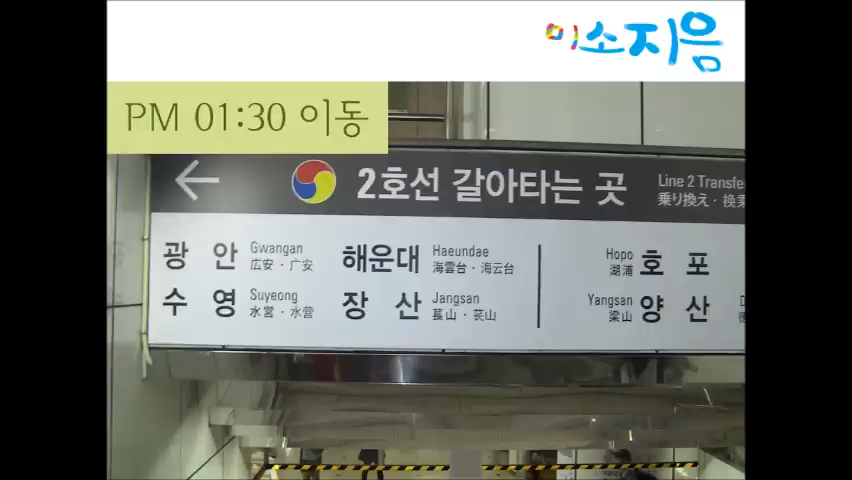 미소지음
PM 01:30 이동
← 2호선 갈아타는 곳 Line 2 Transfe
乗り換え · 换乘
광안 Gwangan 広安 · 广安 해운대 Haeundae 海雲台 · 海云台 Hopo 湖浦 호포
수영 Suyeong 水営 · 水营 장산 Jangsan 萇山 · 苌山 Yangsan 梁山 양산